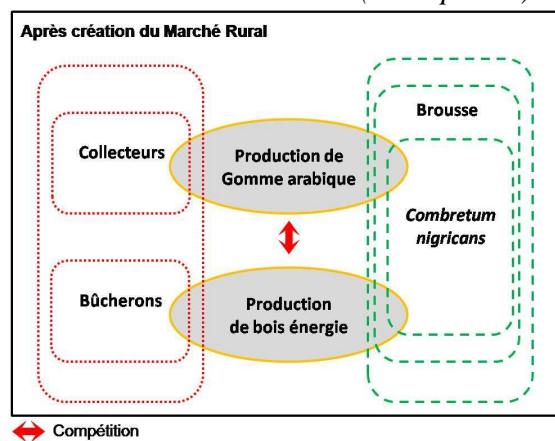 Après création du Marché Rural
Brousse
Collecteurs
Production de
Gomme arabique
Combretum
nigricans
Bûcherons
Production
de bois énergie
Compétition